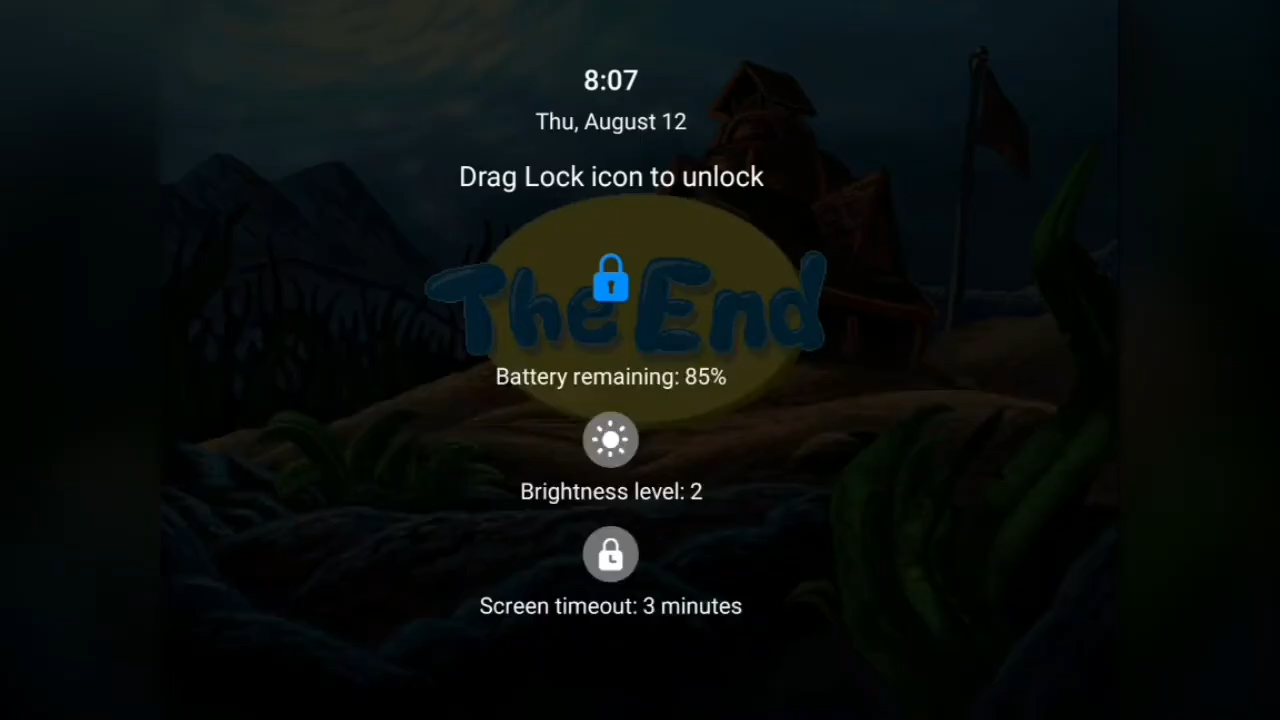 8:07
Thu, August 12
Drag Lock icon to unlock
The End
Battery remaining: 85%
Brightness level: 2
Screen timeout: 3 minutes